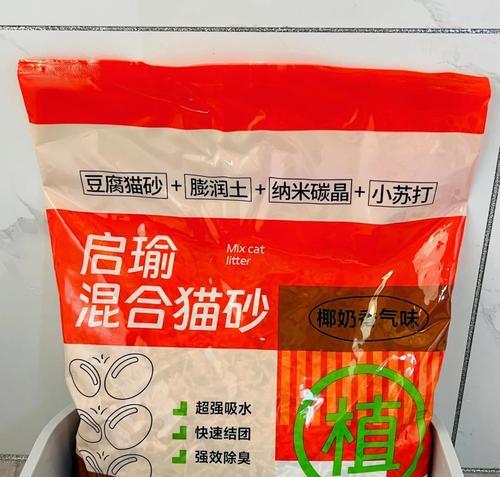 豆腐猫砂+膨润土+纳米碳晶+小苏打
启瑜
Mix cat
litter
混合猫砂
椰奶香气味
超强吸水
快速结团
强效除臭
植